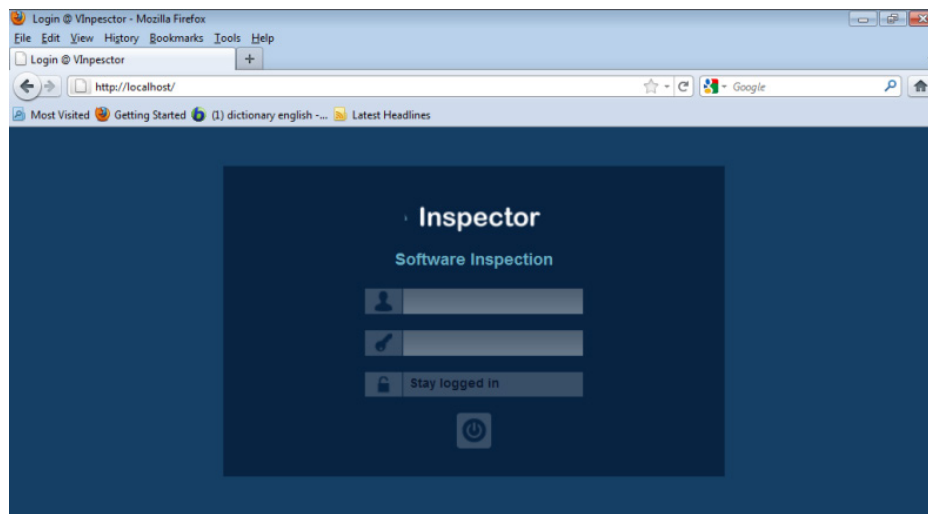 Login @ VInpesctor - Mozilla Firefox
File Edit View History Bookmarks Tools Help
Login @ VInpesctor +
http://localhost/ Google
Most Visited Getting Started (1) dictionary english -... Latest Headlines
Inspector
Software Inspection
Stay logged in